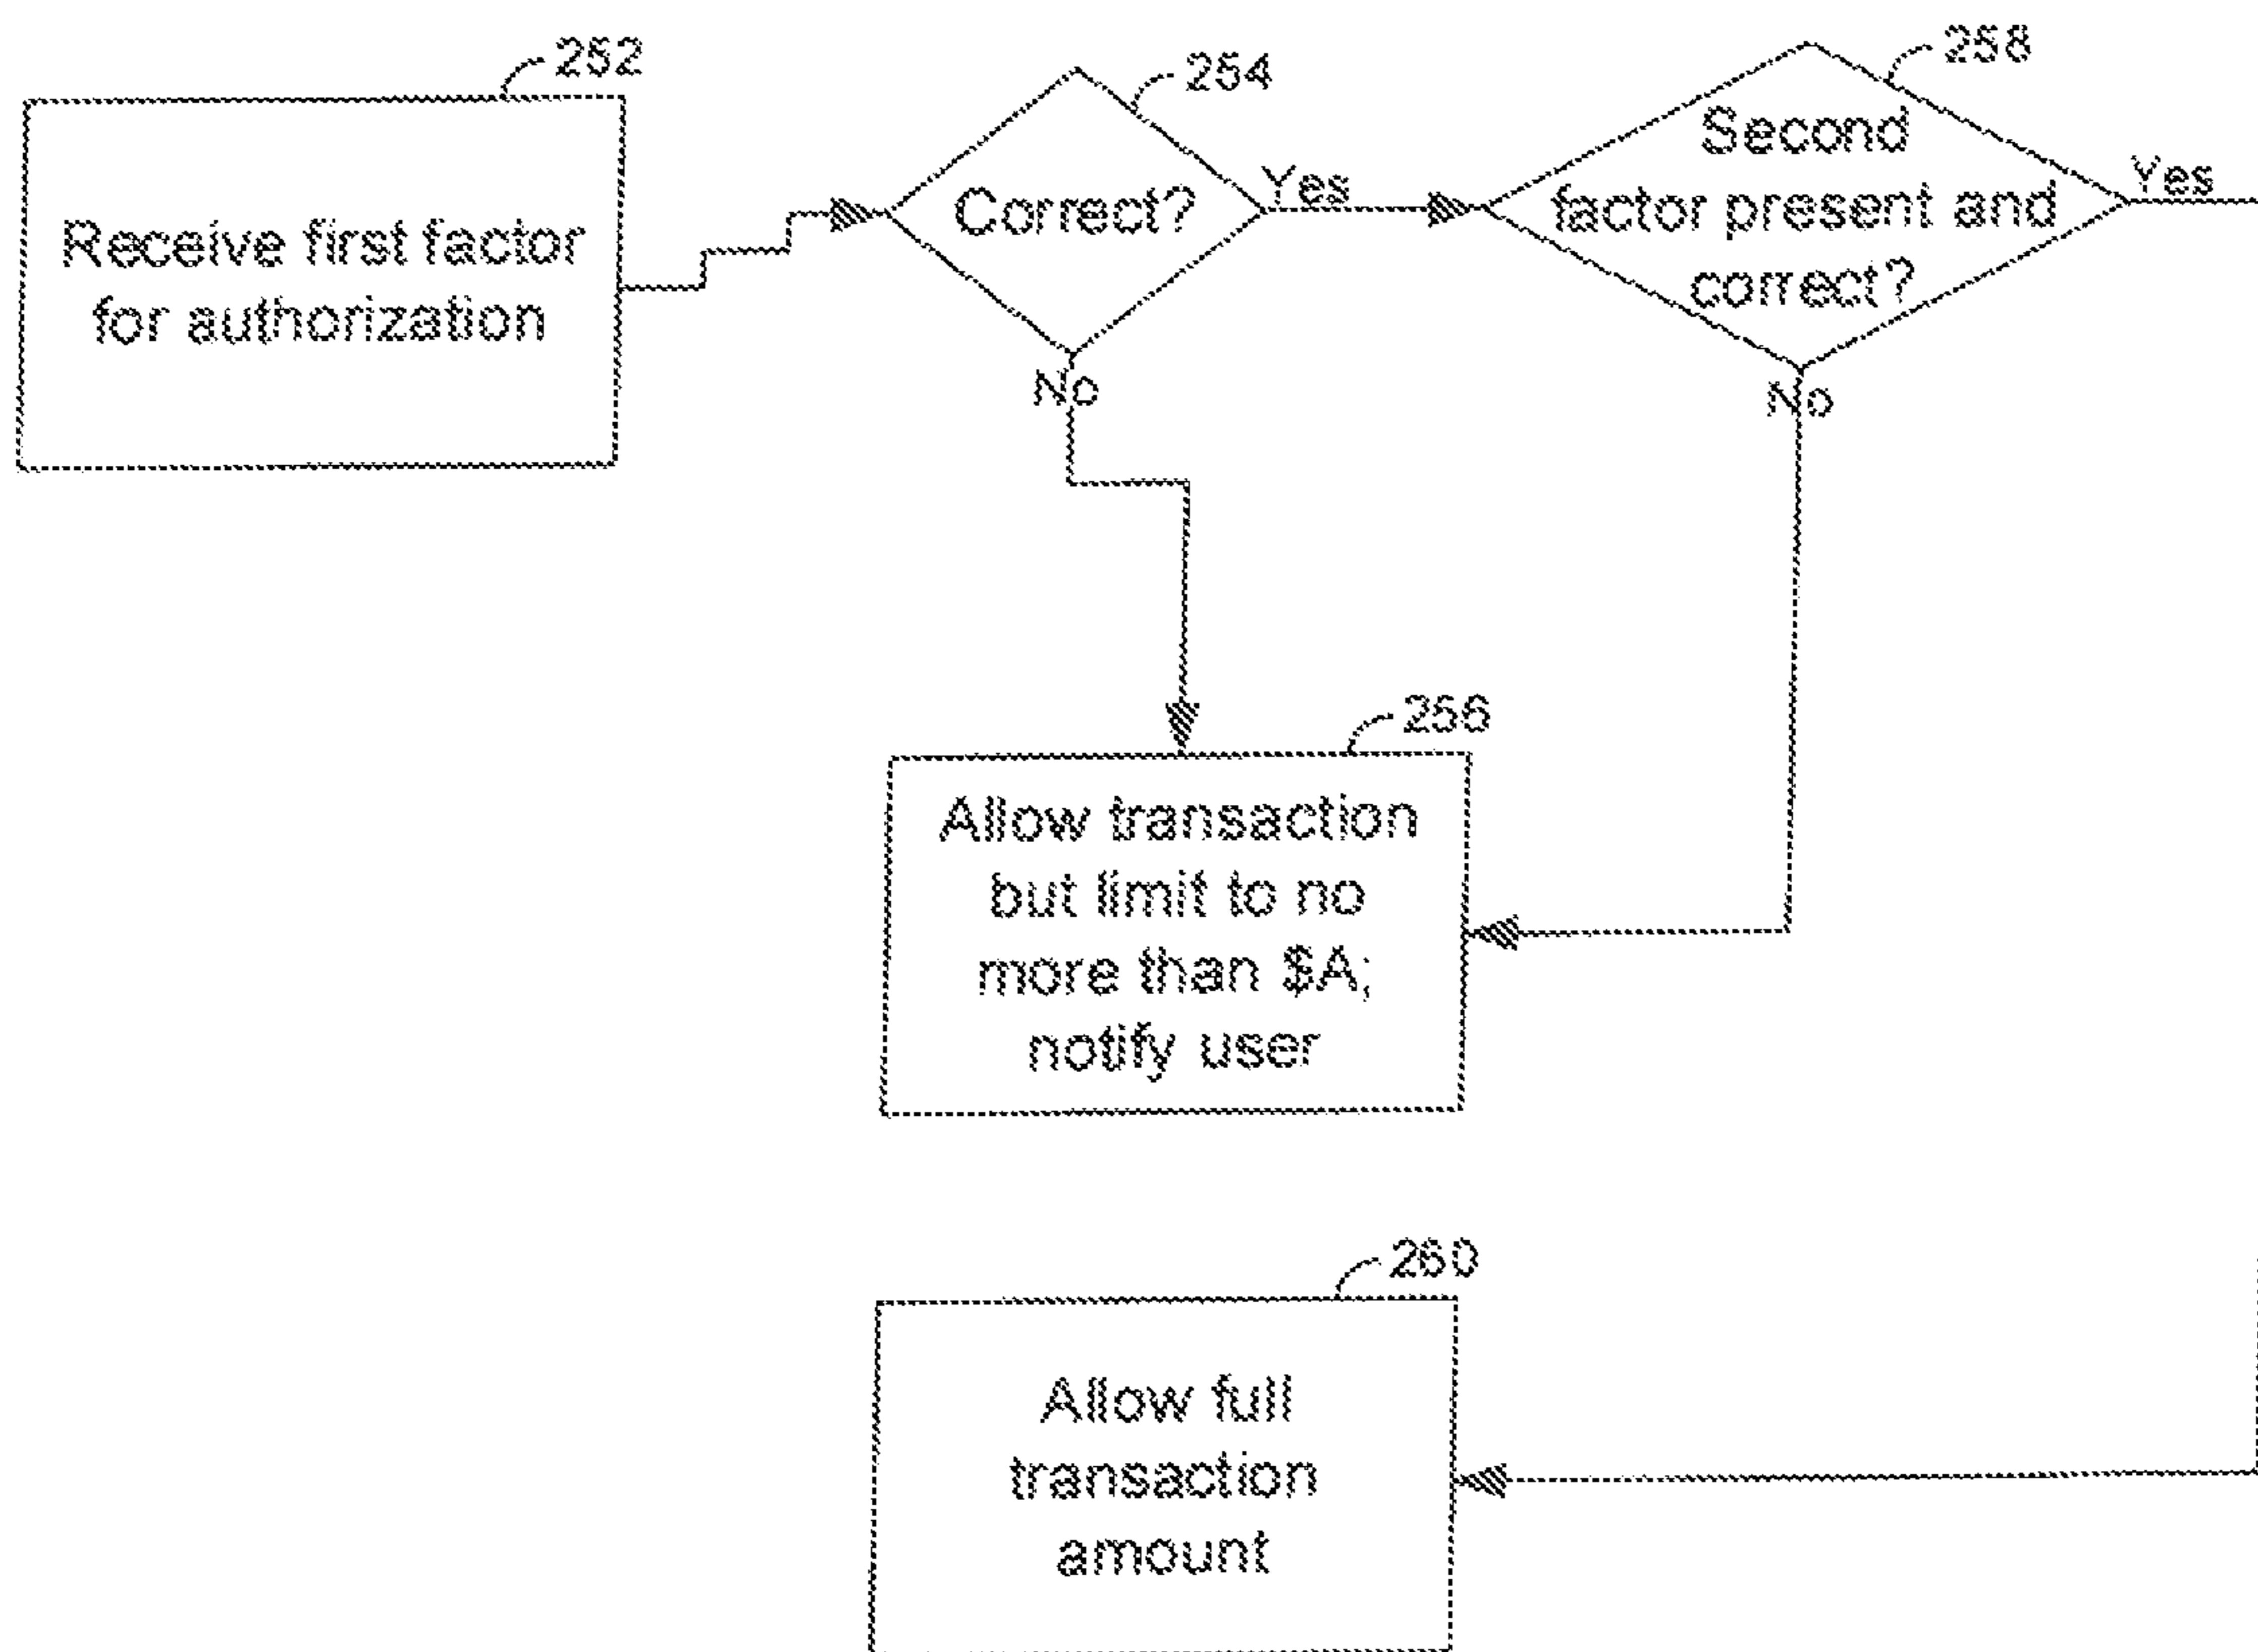 252
Receive first factor
for authorization
254
Correct?
Yes
No
258
Second
factor present and
correct?
Yes
No
256
Allow transaction
but limit to no
more than $A;
notify user
260
Allow full
transaction
amount